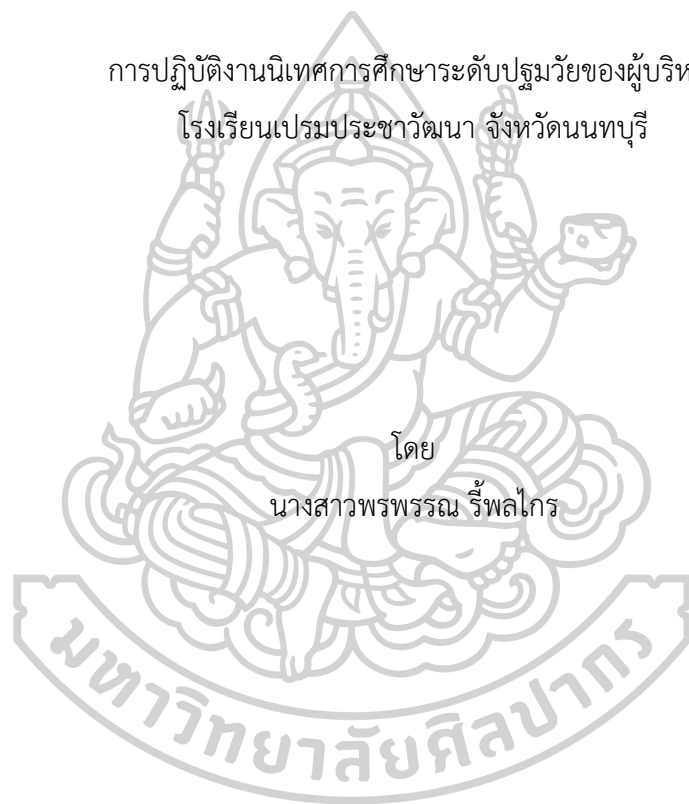 การปฏิบัติงานนิเทศการศึกษาระดับปฐมวัยของผู้บริห
โรงเรียนเปรมประชาวัฒนา จังหวัดนนทบุรี
โดย
นางสาวพรพรรณ รี้พลไกร
มหาวิทยาลัยศิลปากร